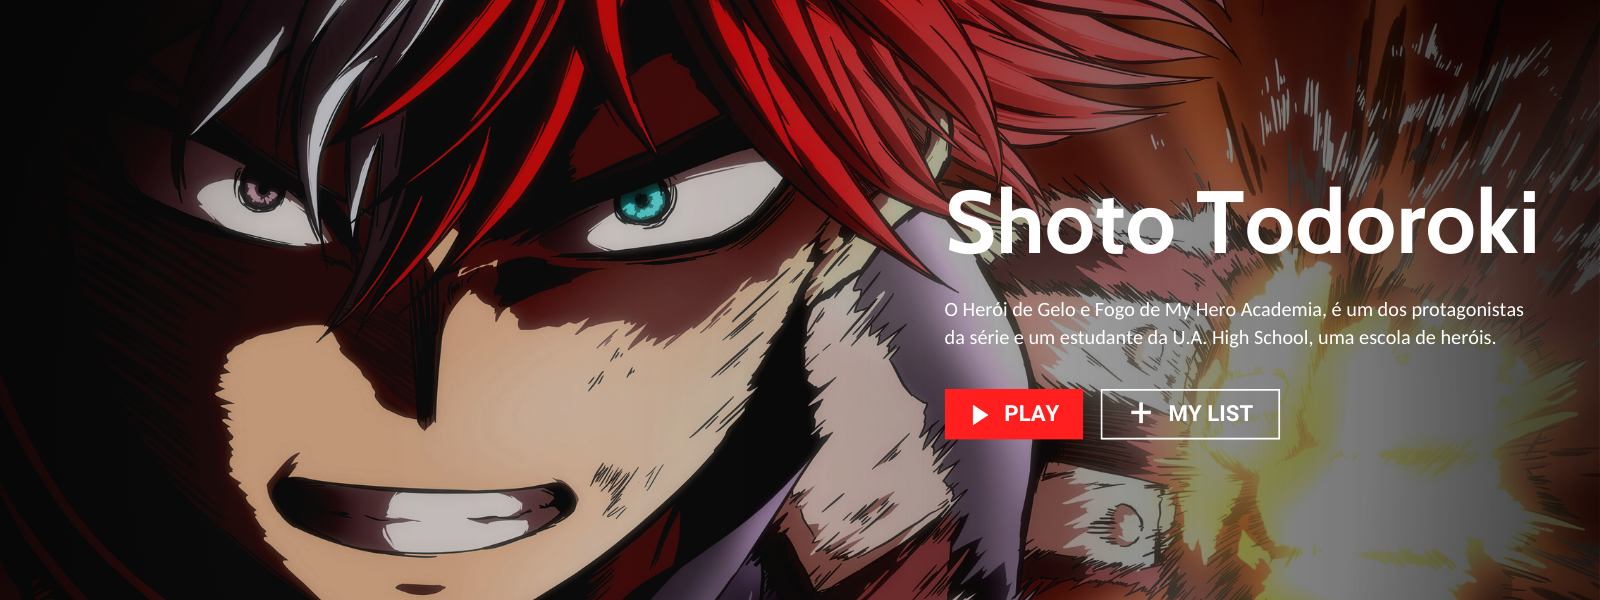 Shoto Todoroki
O Herói de Gelo e Fogo de My Hero Academia, é um dos protagonistas
da série e um estudante da U.A. High School, uma escola de heróis.
PLAY
+ MY LIST